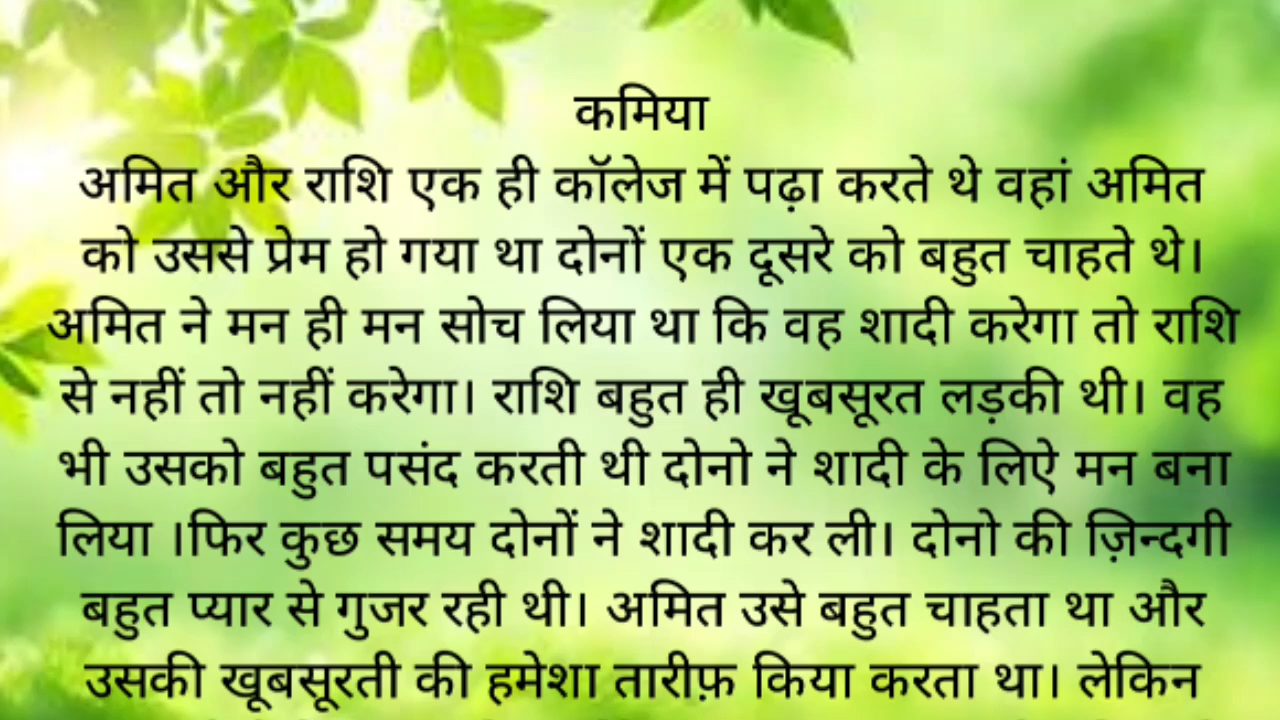 कमिया
अमित और राशि एक ही कॉलेज में पढ़ा करते थे वहां अमित
को उससे प्रेम हो गया था दोनों एक दूसरे को बहुत चाहते थे।
अमित ने मन ही मन सोच लिया था कि वह शादी करेगा तो राशि
से नहीं तो नहीं करेगा। राशि बहुत ही खूबसूरत लड़की थी। वह
भी उसको बहुत पसंद करती थी दोनो ने शादी के लिऐ मन बना
लिया ।फिर कुछ समय दोनों ने शादी कर ली। दोनो की ज़िन्दगी
बहुत प्यार से गुजर रही थी। अमित उसे बहुत चाहता था और
उसकी खूबसूरती की हमेशा तारीफ़ किया करता था। लेकिन